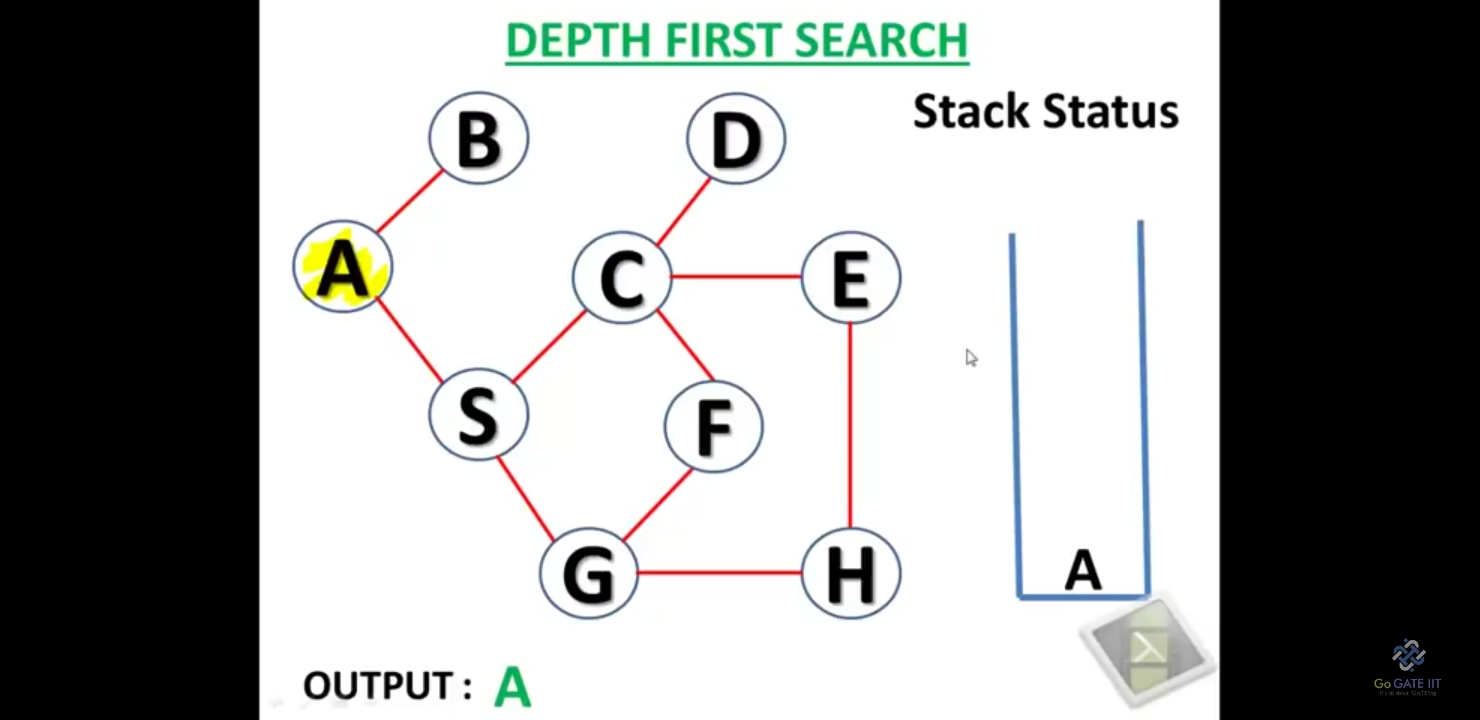 DEPTH FIRST SEARCH
Stack Status
B
D
A
C
E
S
F
G
H
A
OUTPUT : A
Go GATE IIT